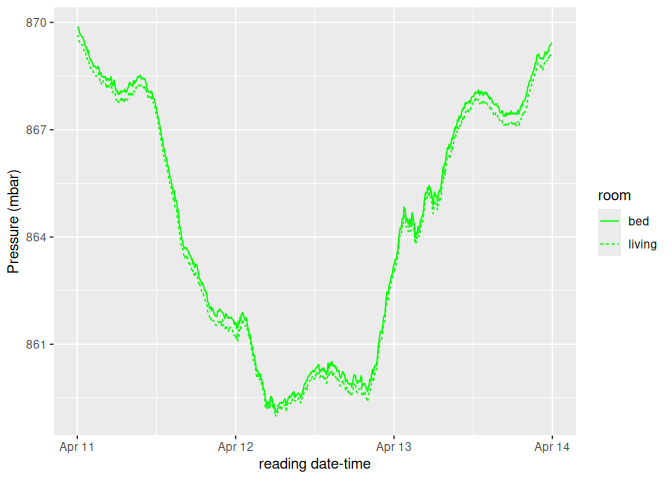 870
867
864
861
Pressure (mbar)
Apr 11
Apr 12
Apr 13
Apr 14
reading date-time
room
bed
living